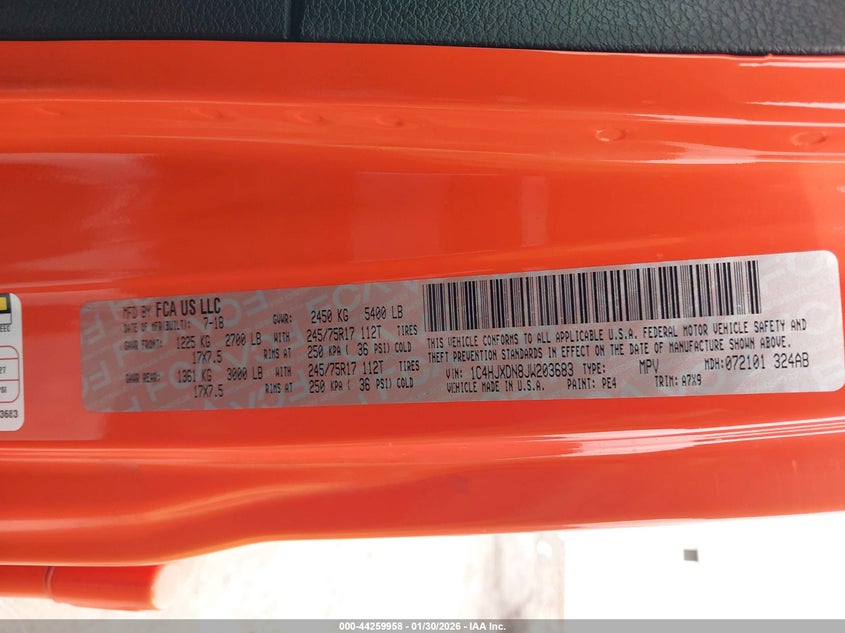 MFD BY FCA US LLC
DATE OF MFR(BUILT): 7-18 GVWR: 2450 KG 5400 LB
GAWR FRONT: 1225 KG 2700 LB WITH 245/75R17 112T TIRES
17X7.5 RIMS AT 250 KPA ( 36 PSI) COLD
GAWR REAR: 1361 KG 3000 LB WITH 245/75R17 112T TIRES
17X7.5 RIMS AT 250 KPA ( 36 PSI) COLD
THIS VEHICLE CONFORMS TO ALL APPLICABLE U.S.A. FEDERAL MOTOR VEHICLE SAFETY AND
THEFT PREVENTION STANDARDS IN EFFECT ON THE DATE OF MANUFACTURE SHOWN ABOVE.
VIN: 1C4HJXDN8JW203683 TYPE: MPV MDH: 072101 324AB
VEHICLE MADE IN U.S.A. PAINT: PE4 TRIM: A7X9
2T
PSI
3683
000-44259958 - 01/30/2026 - IAA Inc.